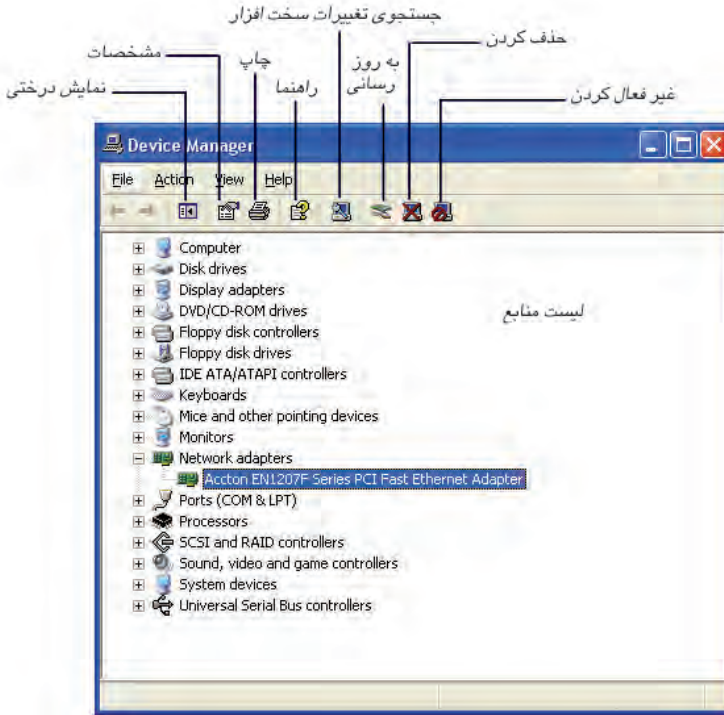 جستجوی تغییرات سخت افزار
حذف کردن
مشخصات
چاپ
به روز
رسانی
نمایش درختی
راهنما
غیر فعال کردن
Device Manager
File Action View Help
Computer
Disk drives
Display adapters
DVD/CD-ROM drives
لیست منابع
Floppy disk controllers
Floppy disk drives
IDE ATA/ATAPI controllers
Keyboards
Mice and other pointing devices
Monitors
Network adapters
Accton EN1207F Series PCI Fast Ethernet Adapter
Ports (COM & LPT)
Processors
SCSI and RAID controllers
Sound, video and game controllers
System devices
Universal Serial Bus controllers